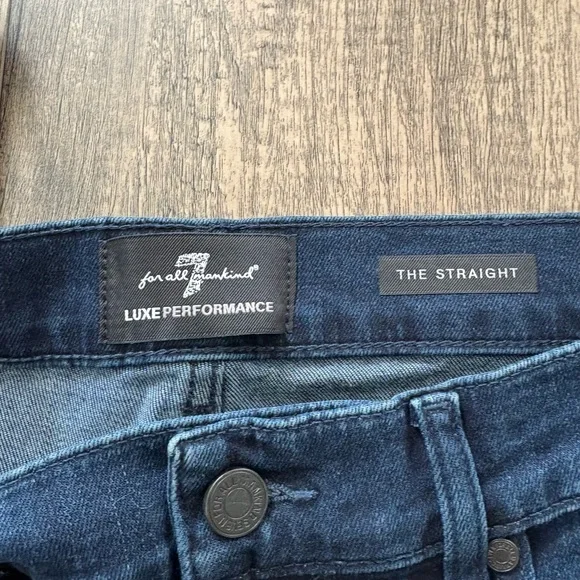 7
for all mankind®
LUXE PERFORMANCE
THE STRAIGHT